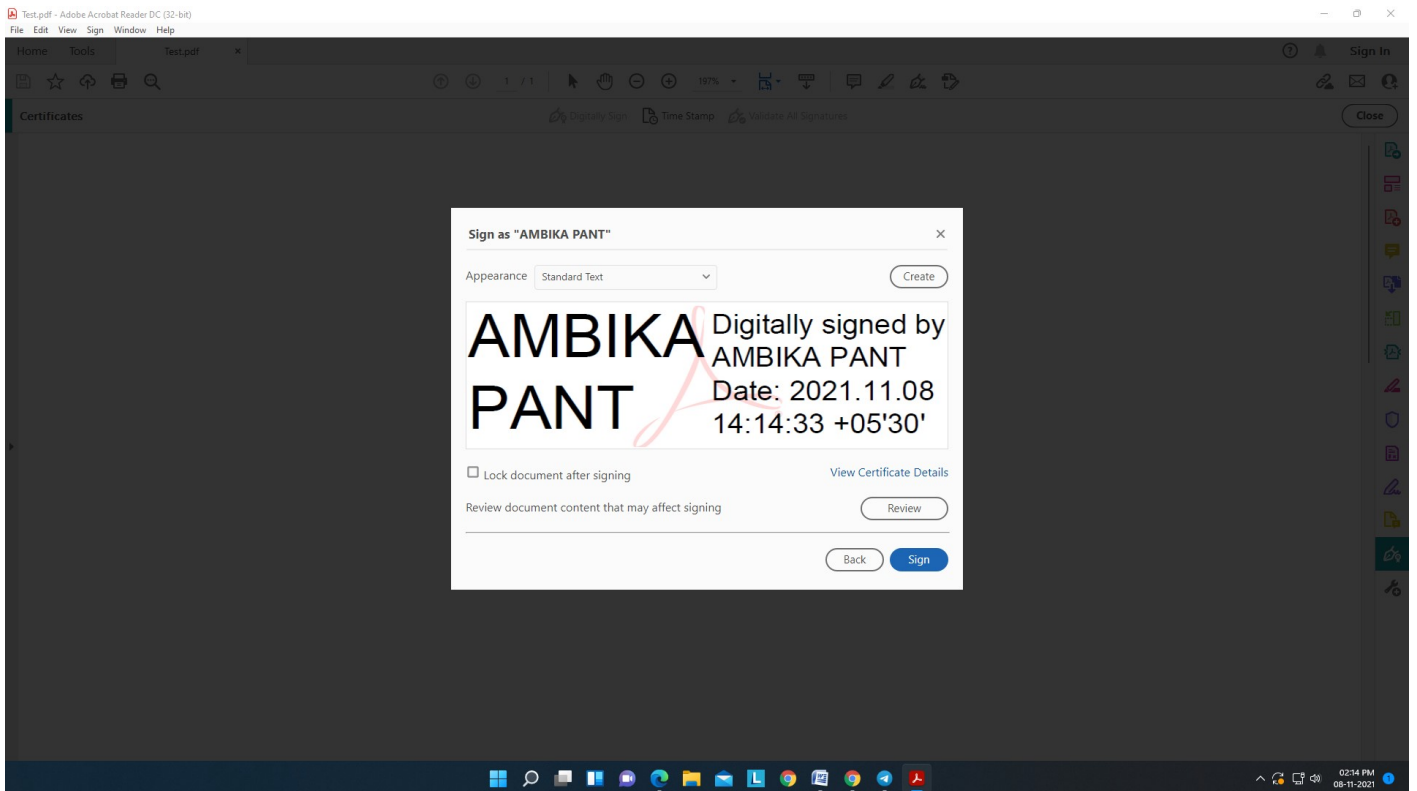 Test.pdf - Adobe Acrobat Reader DC (32-bit)
File Edit View Sign Window Help
Home Tools Test.pdf × Sign In
1 / 1 197%
Certificates Digitally Sign Time Stamp Validate All Signatures Close
Sign as "AMBIKA PANT"
Appearance Standard Text Create
AMBIKA
PANT
Digitally signed by
AMBIKA PANT
Date: 2021.11.08
14:14:33 +05'30'
Lock document after signing View Certificate Details
Review document content that may affect signing Review
Back Sign
02:14 PM
08-11-2021 1